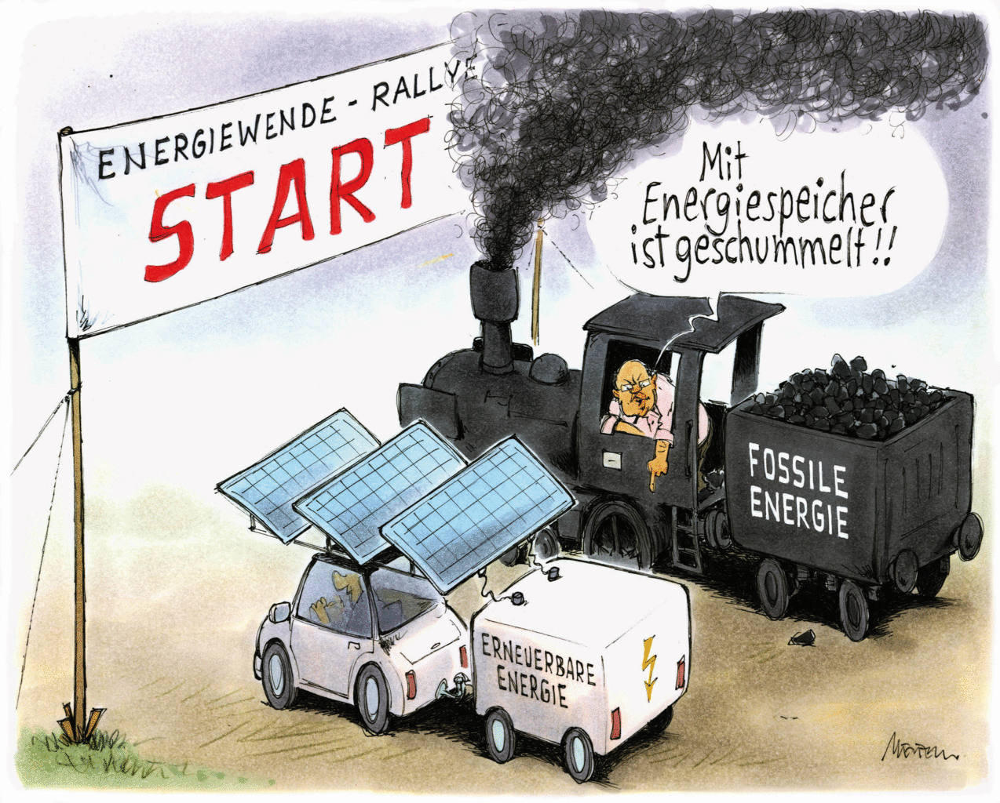 ENERGIEWENDE - RALLYE
START
Mit
Energiespeicher
ist geschummelt!!
FOSSILE
ENERGIE
ERNEUERBARE
ENERGIE